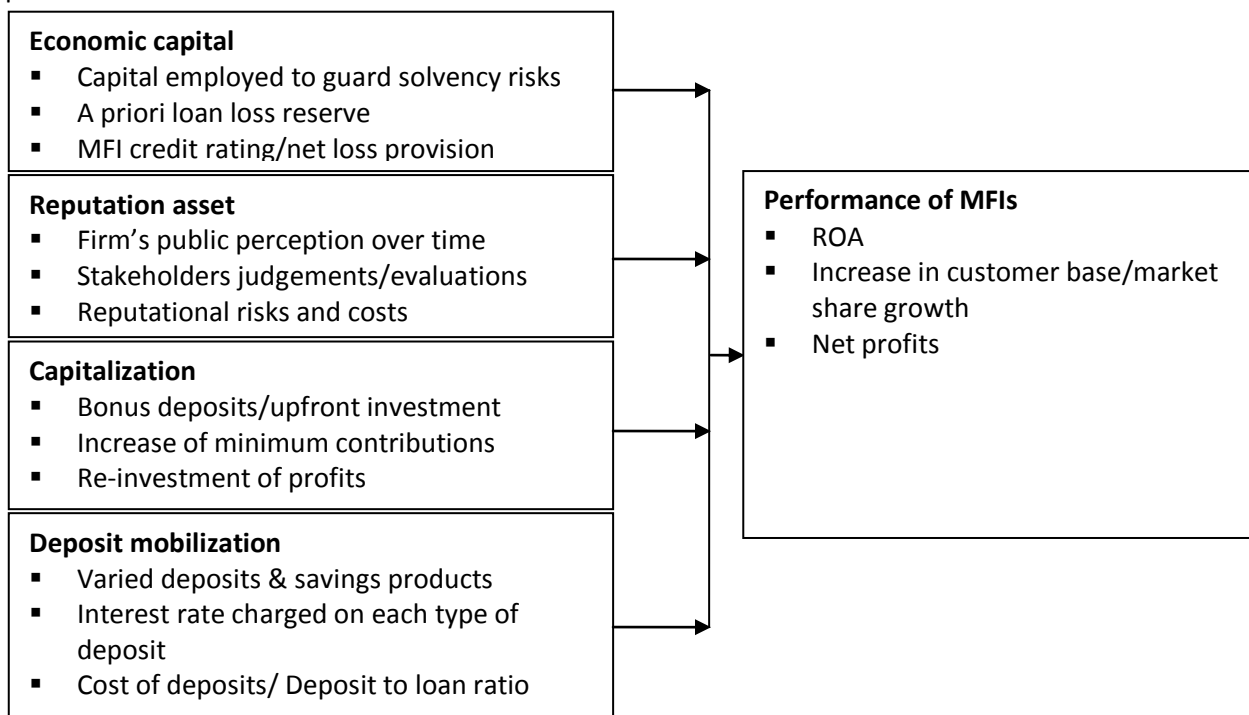 Economic capital
▪ Capital employed to guard solvency risks
▪ A priori loan loss reserve
▪ MFI credit rating/net loss provision
Reputation asset
▪ Firm’s public perception over time
▪ Stakeholders judgements/evaluations
▪ Reputational risks and costs
Capitalization
▪ Bonus deposits/upfront investment
▪ Increase of minimum contributions
▪ Re-investment of profits
Deposit mobilization
▪ Varied deposits & savings products
▪ Interest rate charged on each type of
deposit
▪ Cost of deposits/ Deposit to loan ratio
Performance of MFIs
▪ ROA
▪ Increase in customer base/market
share growth
▪ Net profits